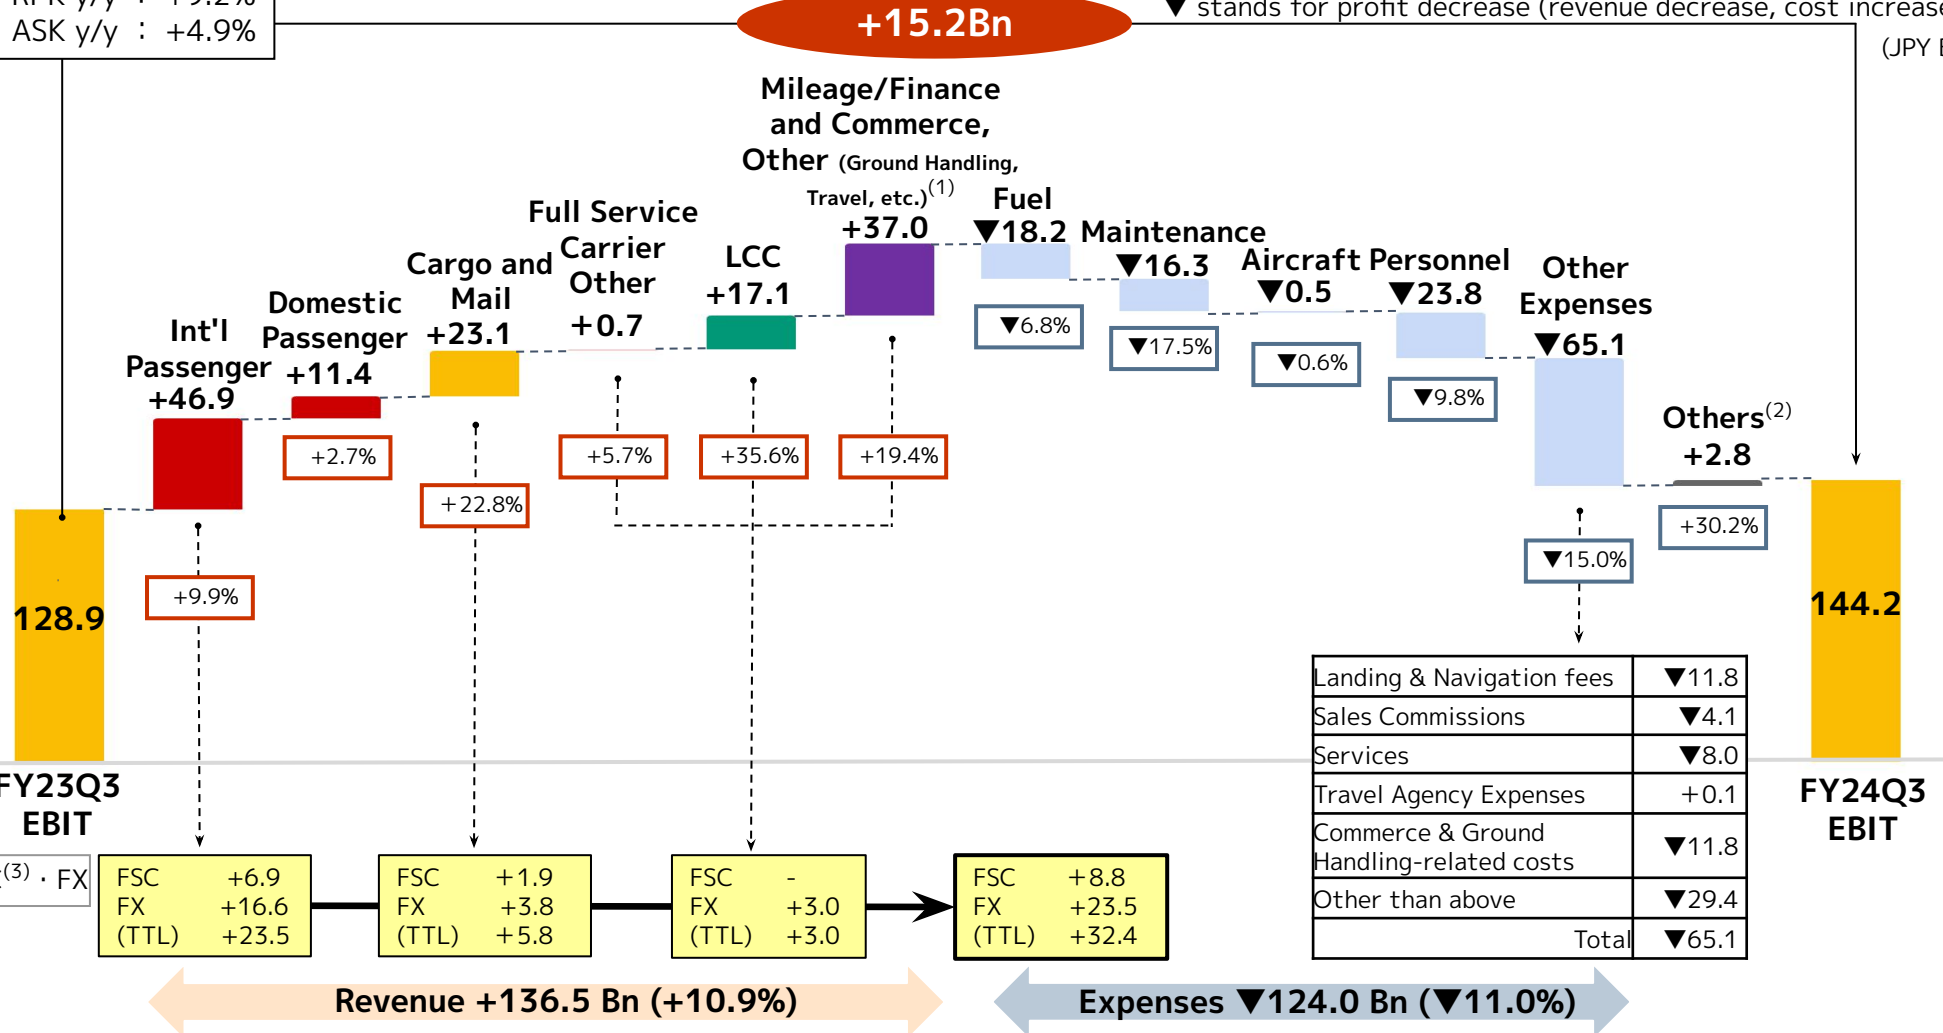 RPK y/y : +9.2%
ASK y/y : +4.9%
+15.2Bn
▼ stands for profit decrease (revenue decrease, cost increase
(JPY
Mileage/Finance
and Commerce,
Other (Ground Handling,
Travel, etc.)(1)
+37.0
Fuel
▼18.2
Maintenance
▼16.3
Aircraft
▼0.5
Personnel
▼23.8
Other
Expenses
▼65.1
Full Service
Carrier
Other
+0.7
LCC
+17.1
Cargo and
Mail
+23.1
Domestic
Passenger
+11.4
Int'l
Passenger
+46.9
Others(2)
+2.8
▼6.8%
▼17.5%
▼0.6%
▼9.8%
+2.7%
+5.7%
+35.6%
+19.4%
+22.8%
+9.9%
▼15.0%
+30.2%
128.9
144.2
FY23Q3
EBIT
FY24Q3
EBIT
Landing & Navigation fees ▼11.8
Sales Commissions ▼4.1
Services ▼8.0
Travel Agency Expenses +0.1
Commerce & Ground
Handling-related costs ▼11.8
Other than above ▼29.4
Total ▼65.1
(3) · FX
FSC +6.9
FX +16.6
(TTL) +23.5
FSC +1.9
FX +3.8
(TTL) +5.8
FSC -
FX +3.0
(TTL) +3.0
FSC +8.8
FX +23.5
(TTL) +32.4
Revenue +136.5 Bn (+10.9%)
Expenses ▼124.0 Bn (▼11.0%)